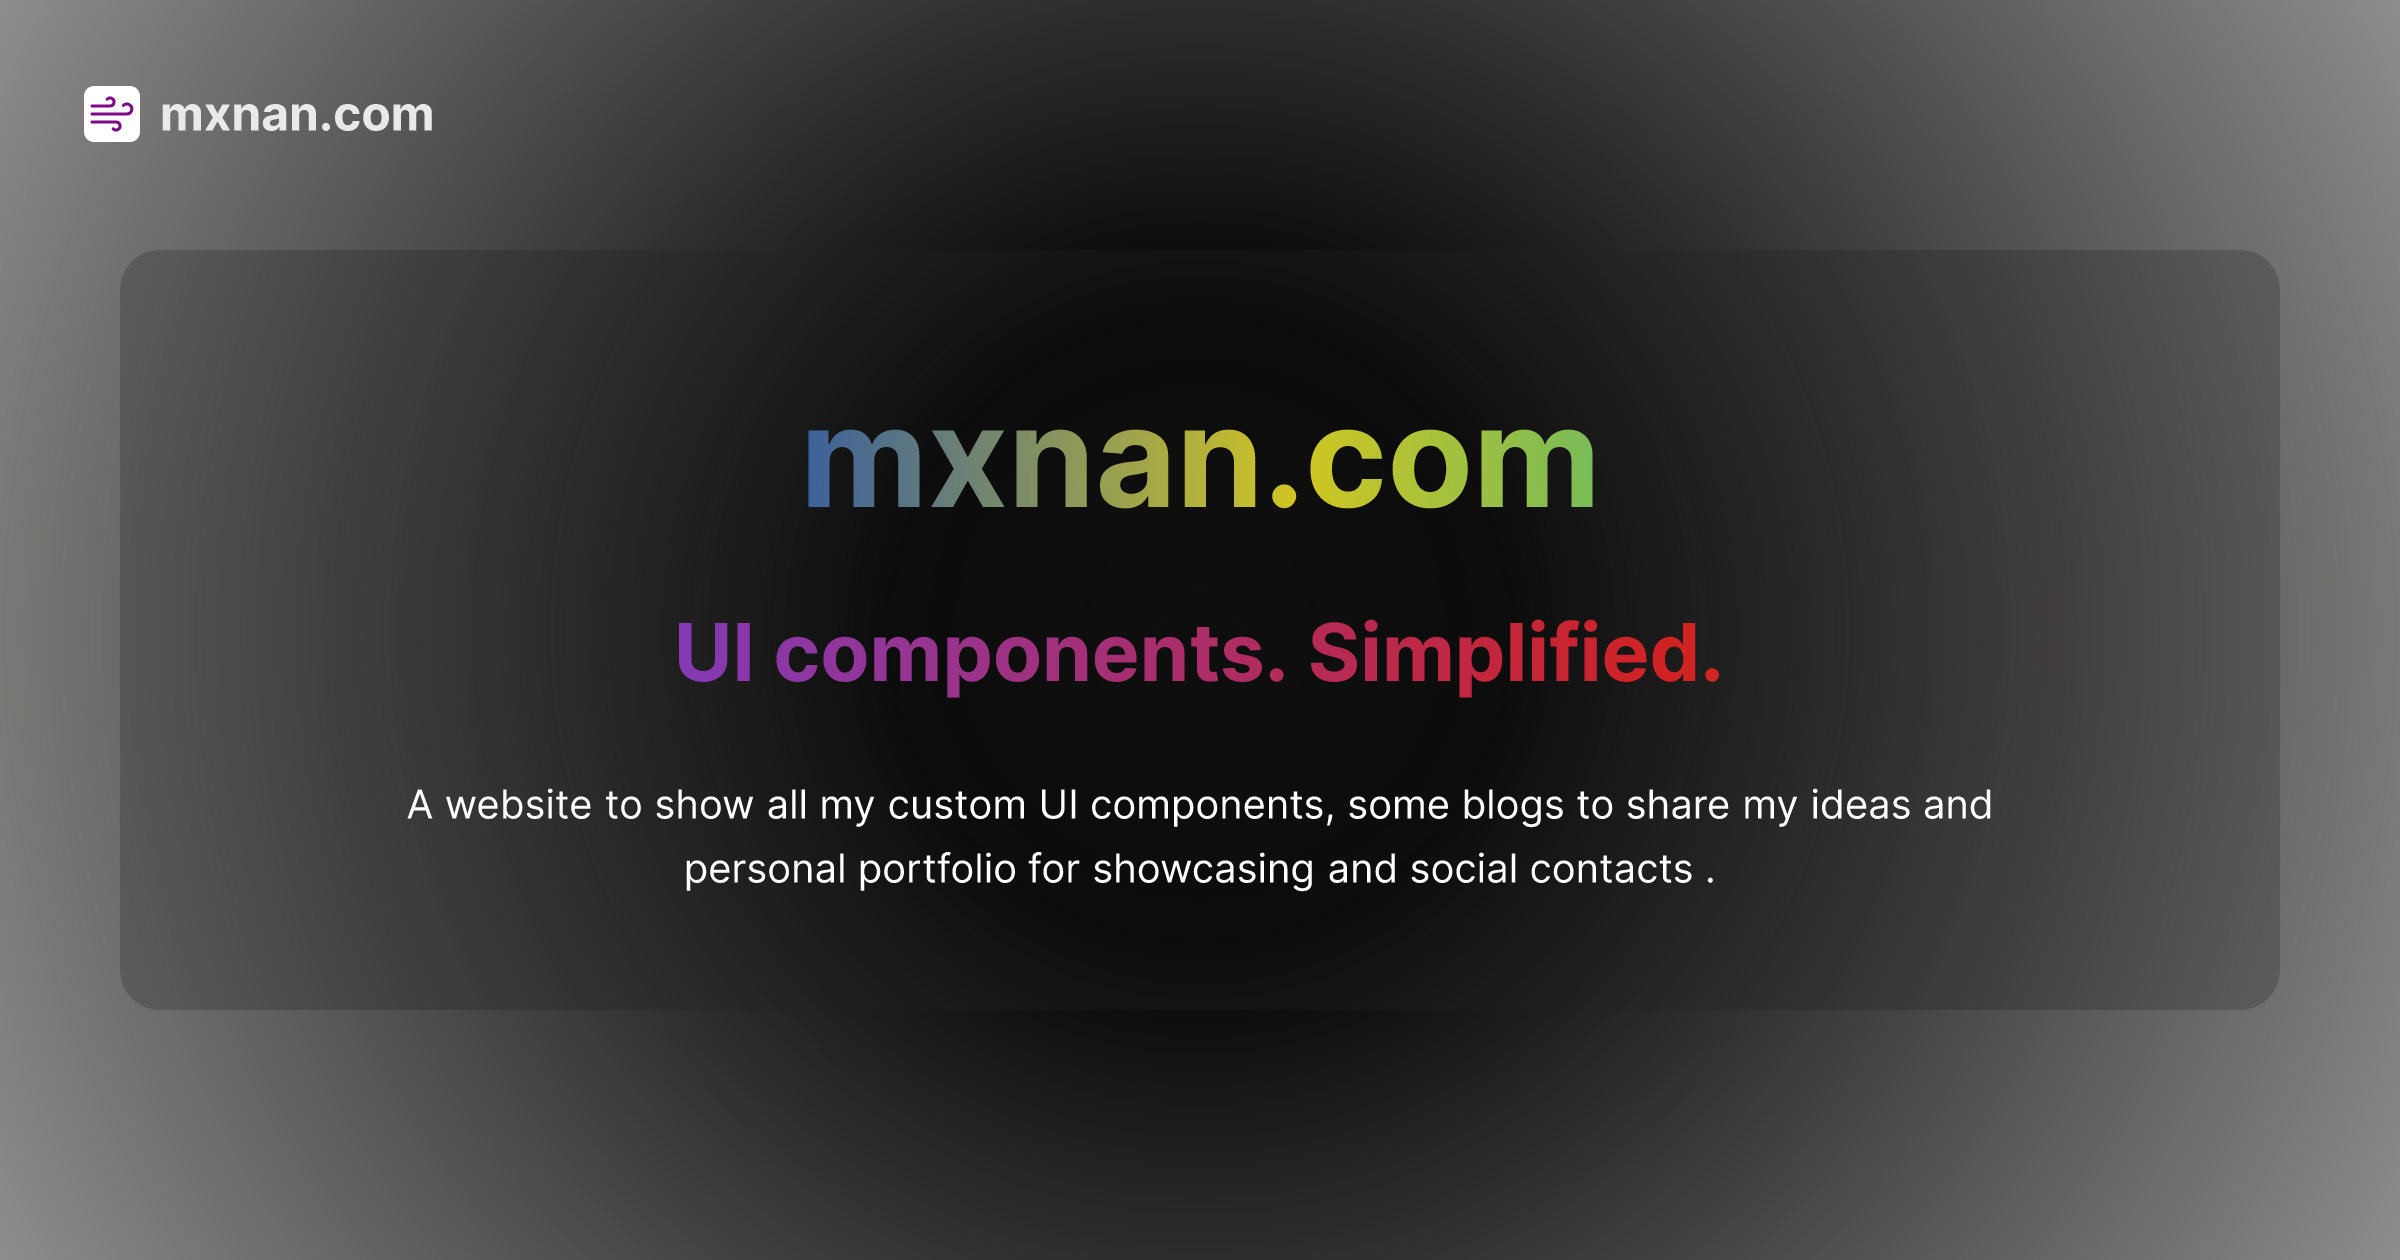 mxnan.com
mxnan.com
UI components. Simplified.
A website to show all my custom UI components, some blogs to share my ideas and
personal portfolio for showcasing and social contacts .